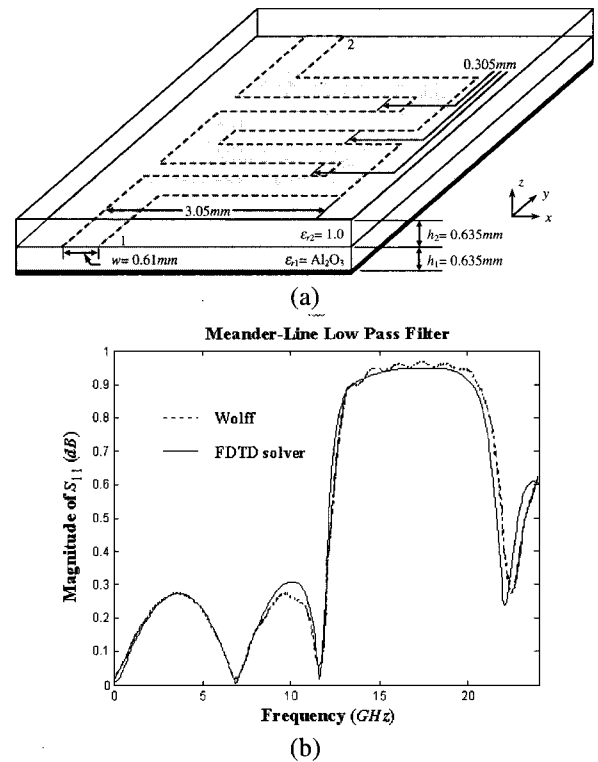 2
0.305mm
z
y
x
3.05mm
1
εr2= 1.0
h2= 0.635mm
w= 0.61mm
εr1= Al2O3
h1= 0.635mm
(a)
Meander-Line Low Pass Filter
1
0.9
0.8
0.7
0.6
0.5
0.4
0.3
0.2
0.1
0
Magnitude of S11 (dB)
Wolff
FDTD solver
0 5 10 15 20
Frequency (GHz)
(b)